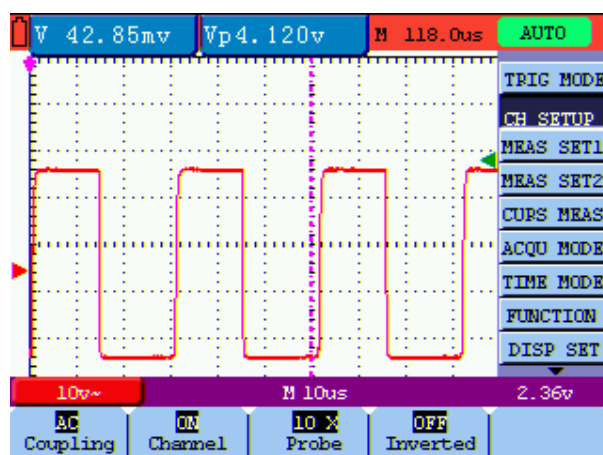 V 42.85mv Vp4.120v M 118.0us AUTO
TRIG MODE
CH SETUP
MEAS SET1
MEAS SET2
CURS MEAS
ACQU MODE
TIME MODE
FUNCTION
DISP SET
10v~ M 10us 2.36v
AC ON 10 X OFF
Coupling Channel Probe Inverted